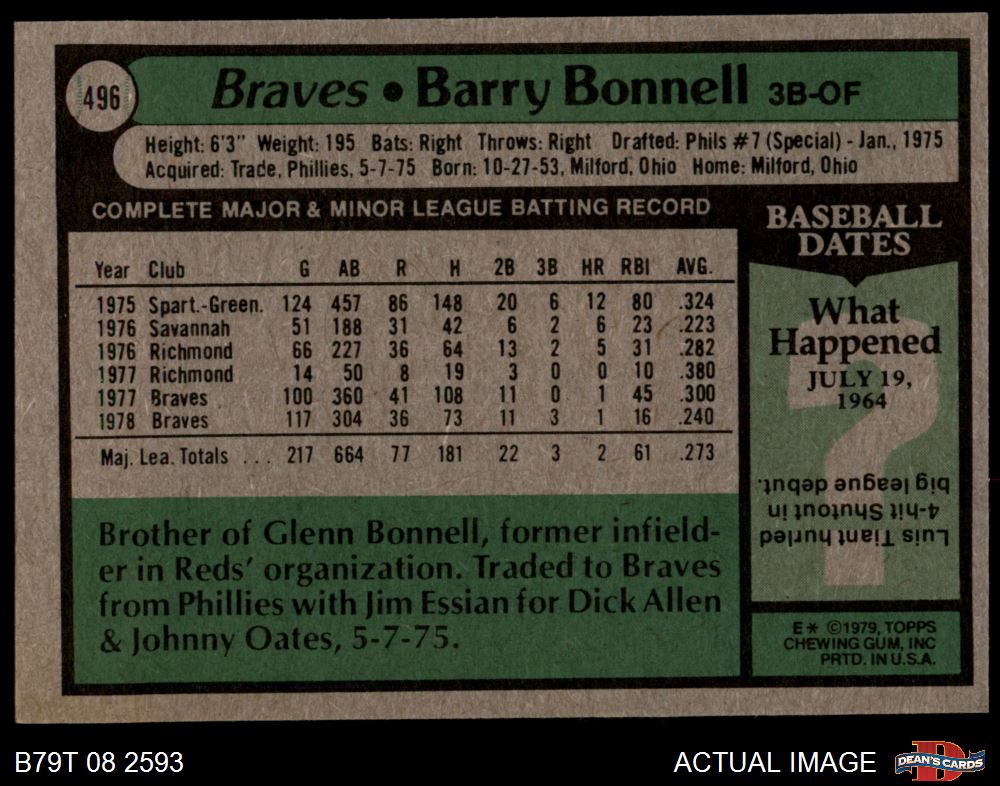 496
Braves • Barry Bonnell 3B-OF
Height: 6'3" Weight: 195 Bats: Right Throws: Right Drafted: Phils #7 (Special) - Jan., 1975
Acquired: Trade, Phillies, 5-7-75 Born: 10-27-53, Milford, Ohio Home: Milford, Ohio
COMPLETE MAJOR & MINOR LEAGUE BATTING RECORD
Year Club G AB R H 2B 3B HR RBI AVG.
1975 Spart.-Green. 124 457 86 148 20 6 12 80 .324
1976 Savannah 51 188 31 42 6 2 6 23 .223
1976 Richmond 66 227 36 64 13 2 5 31 .282
1977 Richmond 14 50 8 19 3 0 0 10 .380
1977 Braves 100 360 41 108 11 0 1 45 .300
1978 Braves 117 304 36 73 11 3 1 16 .240
Maj. Lea. Totals ... 217 664 77 181 22 3 2 61 .273
Brother of Glenn Bonnell, former infield-
er in Reds' organization. Traded to Braves
from Phillies with Jim Essian for Dick Allen
& Johnny Oates, 5-7-75.
BASEBALL
DATES
What
Happened
JULY 19,
1964
Luis Tiant hurled
4-hit Shutout in
big league debut.
E* ©1979, TOPPS
CHEWING GUM, INC
PRTD. IN U.S.A.
B79T 08 2593
ACTUAL IMAGE
D
DEAN'S CARDS